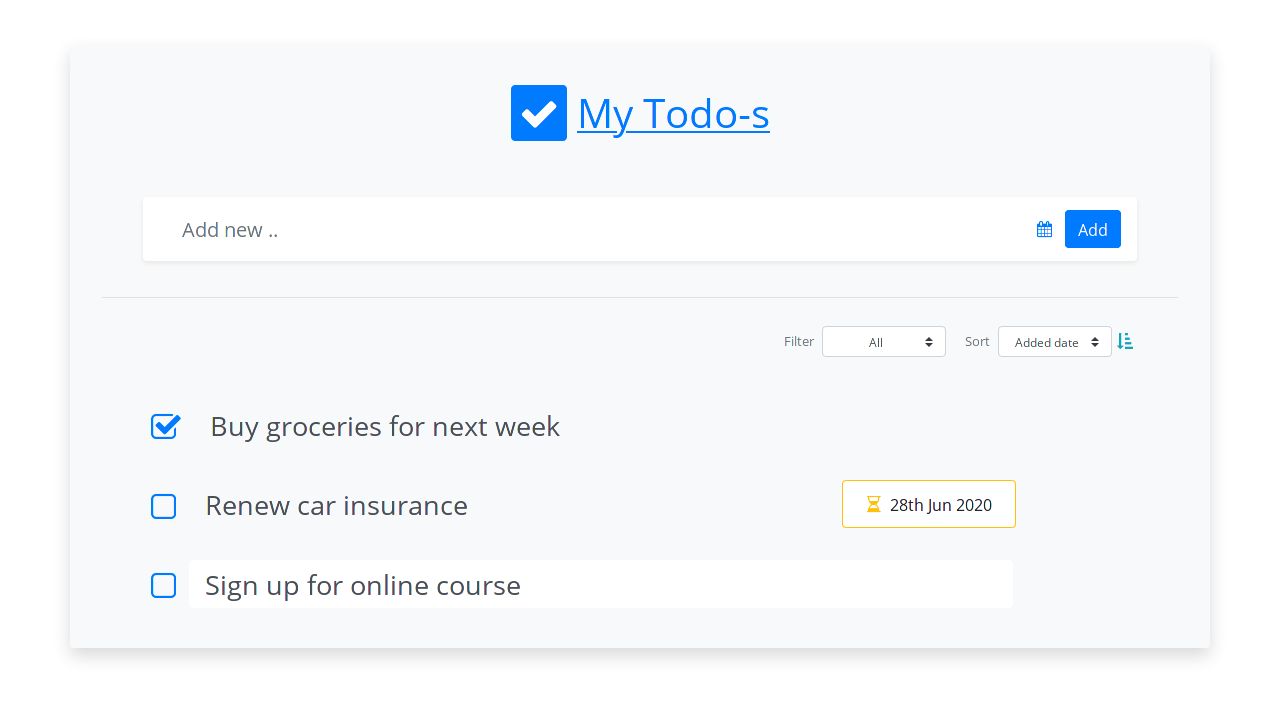 My Todo-s
Add new ..
Add
Filter All Sort Added date
Buy groceries for next week
Renew car insurance 28th Jun 2020
Sign up for online course